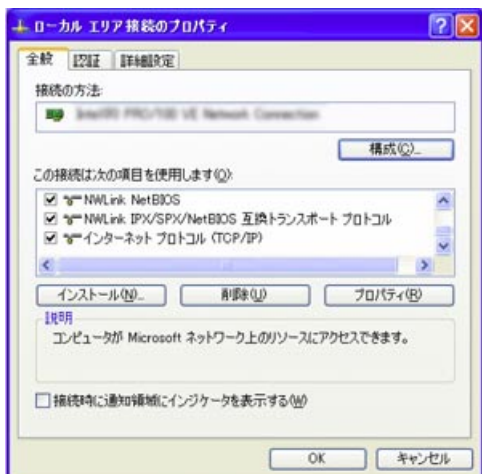 ローカル エリア接続のプロパティ
全般 認証 詳細設定
接続の方法:
Intel(R) PRO/100 VE Network Connection
構成(C)...
この接続は次の項目を使用します(O):
NWLink NetBIOS
NWLink IPX/SPX/NetBIOS 互換トランスポート プロトコル
インターネット プロトコル (TCP/IP)
インストール(N)... 削除(U) プロパティ(R)
説明
コンピュータが Microsoft ネットワーク上のリソースにアクセスできます。
接続時に通知領域にインジケータを表示する(W)
OK キャンセル